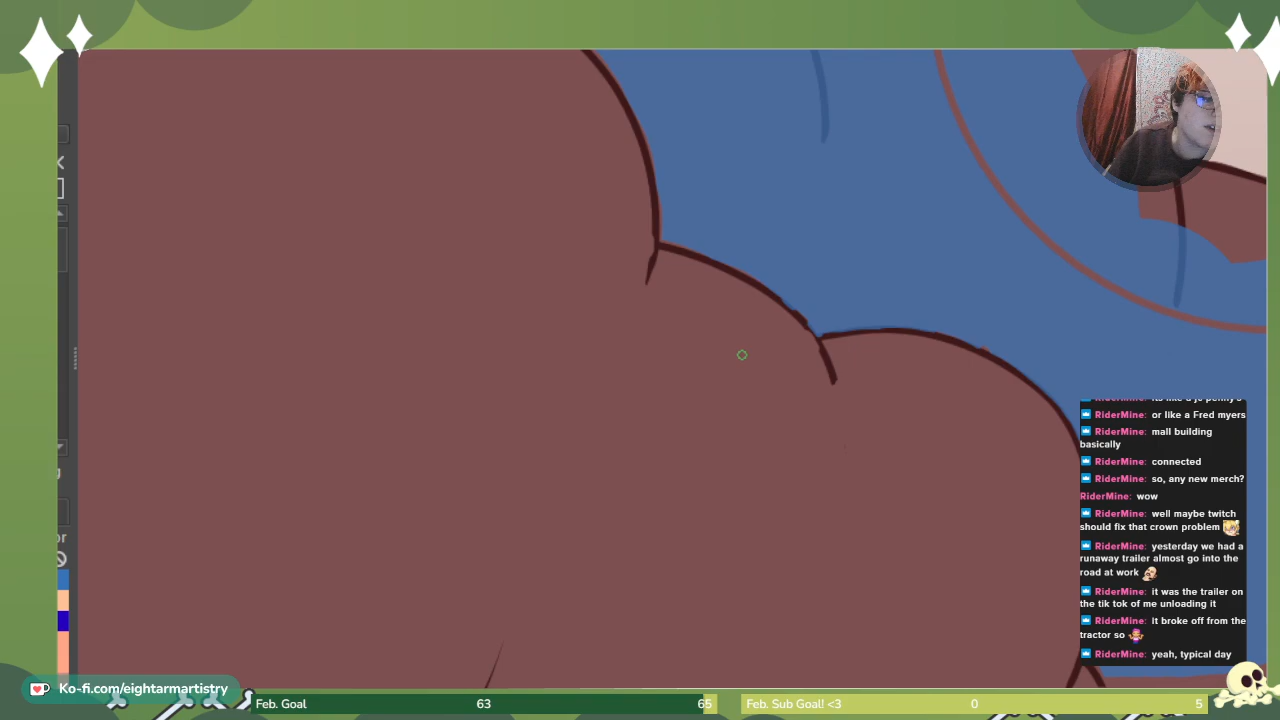 RiderMine: or like a Fred myers
RiderMine: mall building
basically
RiderMine: connected
RiderMine: so, any new merch?
RiderMine: wow
RiderMine: well maybe twitch
should fix that crown problem
RiderMine: yesterday we had a
runaway trailer almost go into the
road at work
RiderMine: it was the trailer on
the tik tok of me unloading it
RiderMine: It broke off from the
tractor so
RiderMine: yeah, typical day
Ko-fi.com/eightarmartistry
Feb. Goal 63 65
Feb. Sub Goal! <3 0 5